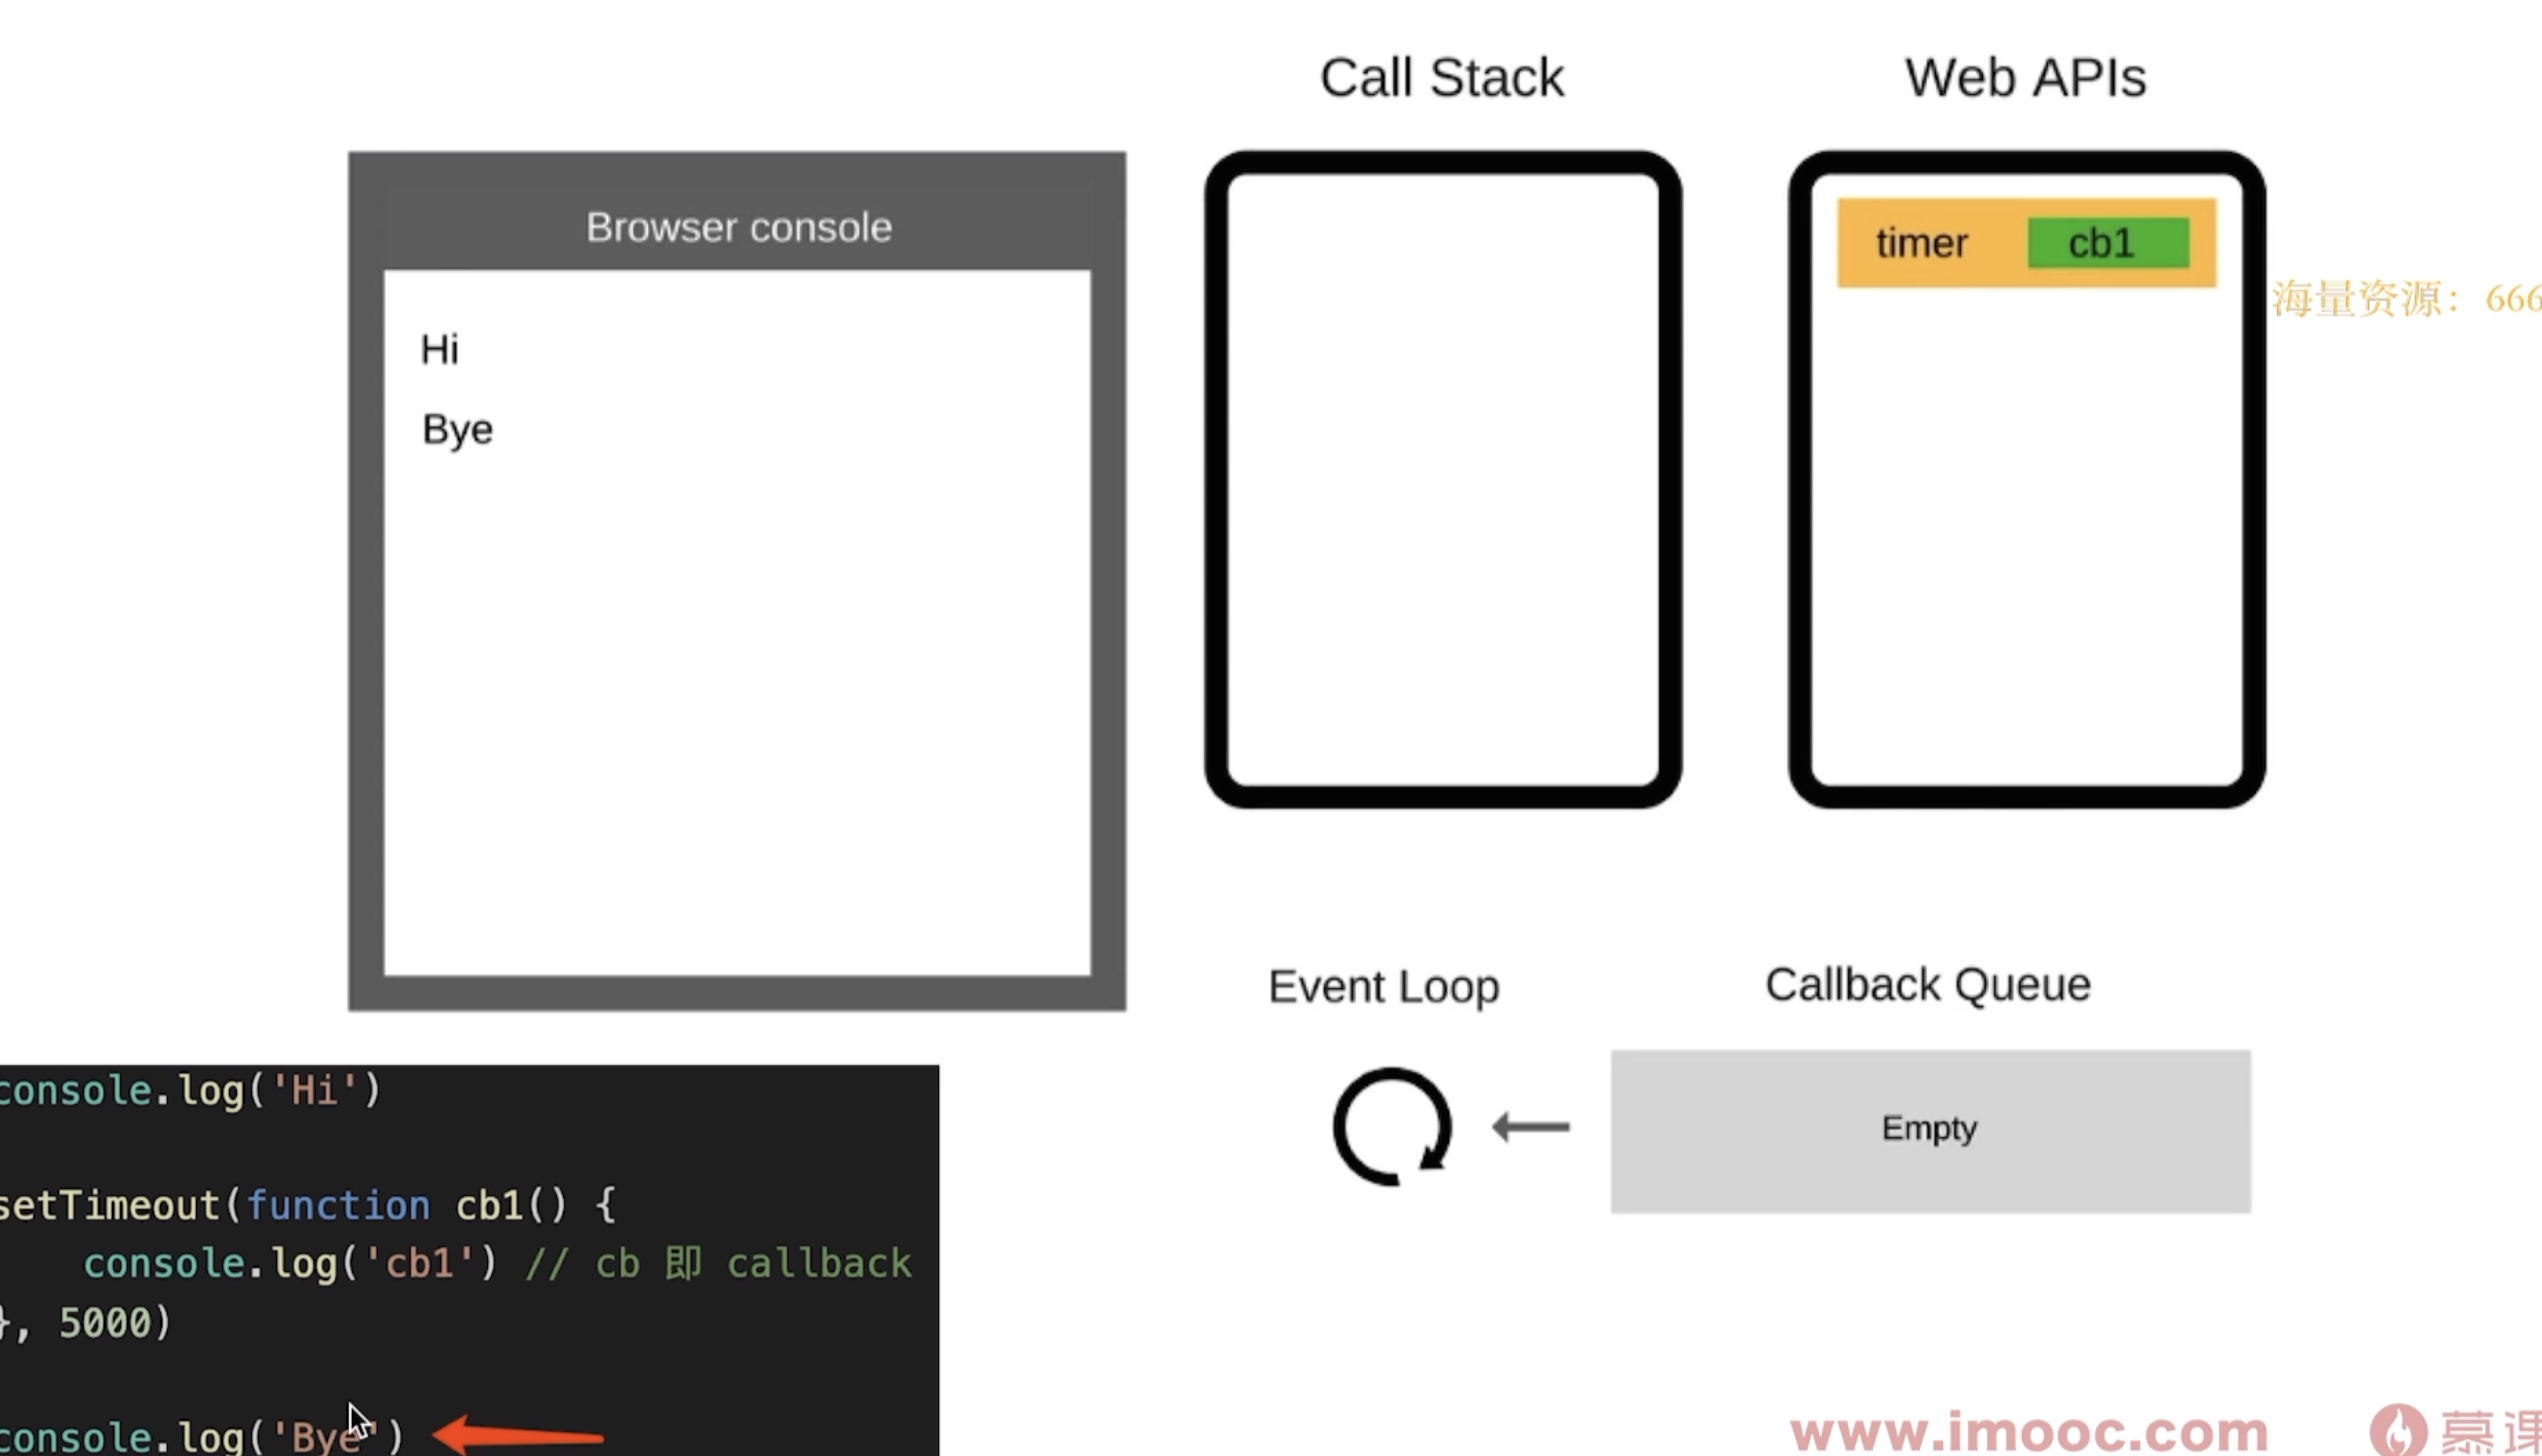 Call Stack
Web APIs
Browser console
timer cb1
海量资源：666
Hi
Bye
Event Loop
Callback Queue
Empty
console.log('Hi')
setTimeout(function cb1() {
console.log('cb1') // cb 即 callback
}, 5000)
console.log('Bye')
www.imooc.com
慕课